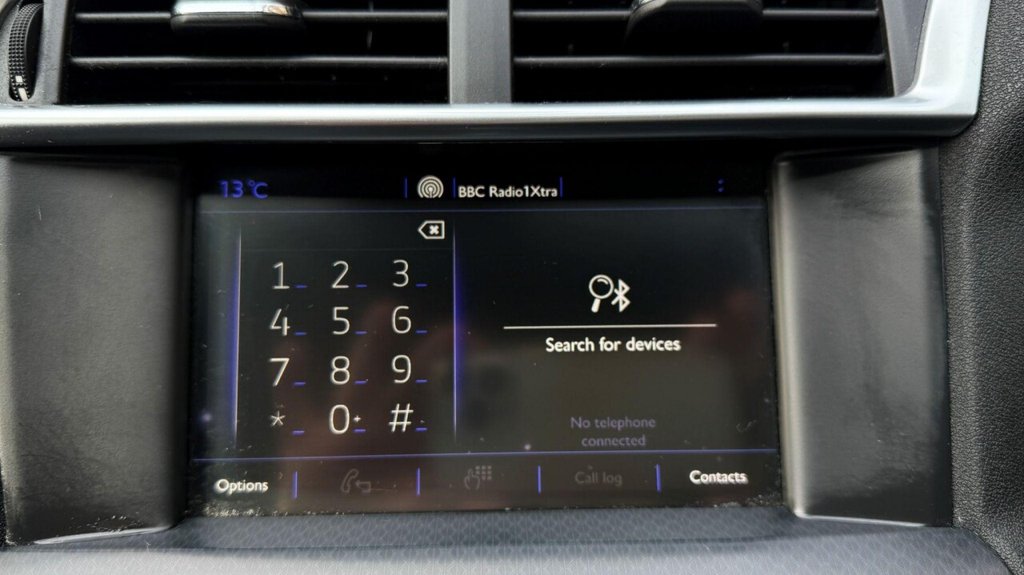 13°C
BBC Radio1Xtra
1 2 3
4 5 6
7 8 9
* 0+ #
Search for devices
No telephone
connected
Options
Call log
Contacts